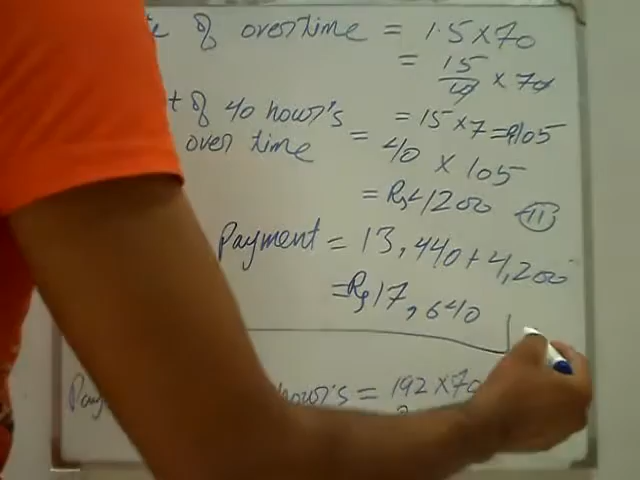 of overtime = 1.5 × 70
= 15/10 × 70
= 15 × 7 = 105
of 40 hour's over time = 40 × 105
= Rs 4200 (11)
Payment = 13,440 + 4,200
= Rs 17,640
hour's = 192 × 70